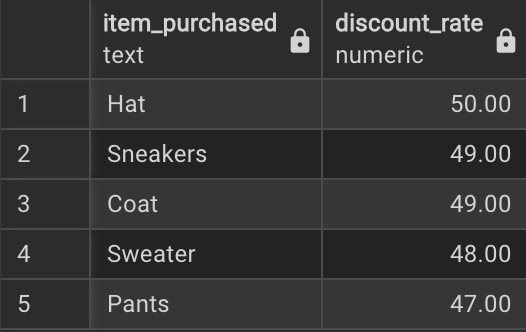 item_purchased discount_rate
text numeric
1 Hat 50.00
2 Sneakers 49.00
3 Coat 49.00
4 Sweater 48.00
5 Pants 47.00